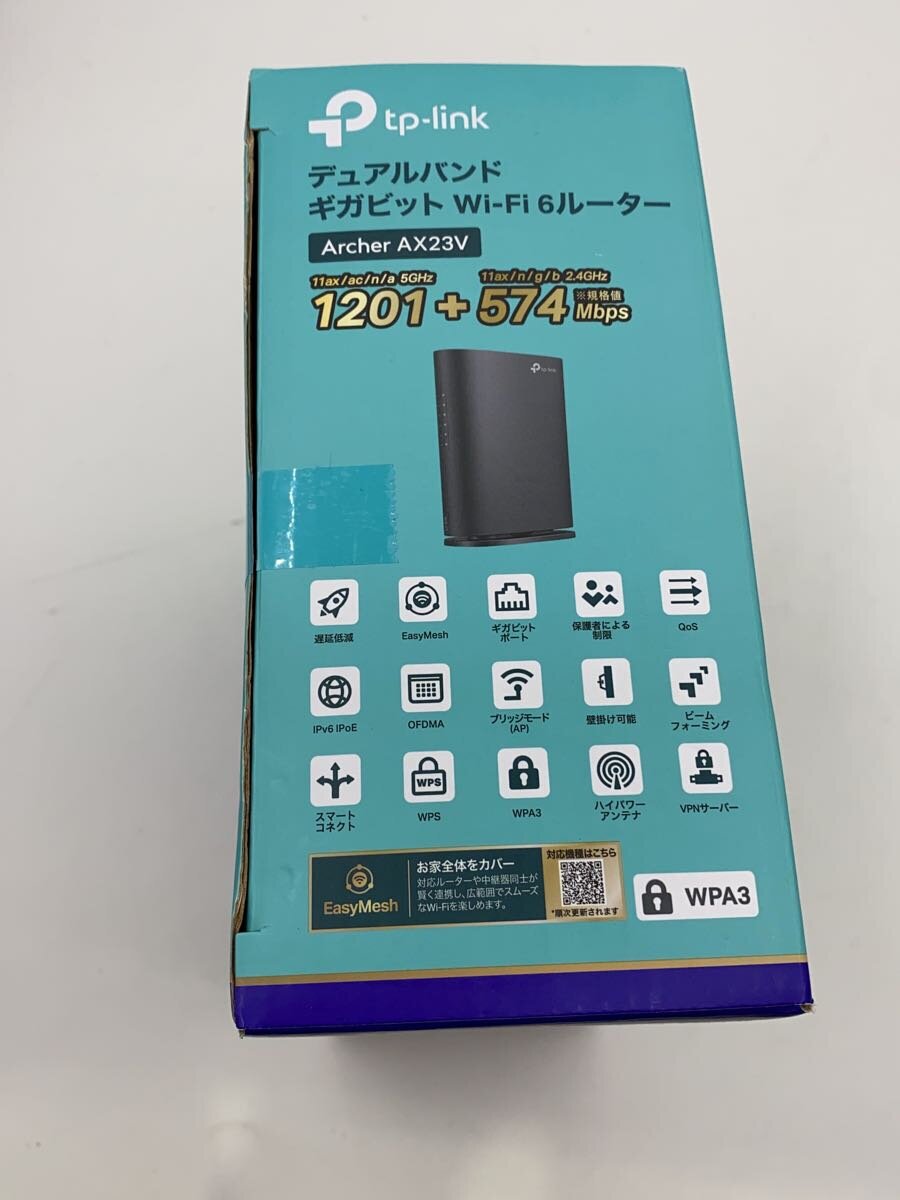 tp-link
デュアルバンド
ギガビット Wi-Fi 6ルーター
Archer AX23V
11ax/ac/n/a 5GHz
11ax/n/g/b 2.4GHz
1201 + 574 ※規格値 Mbps
tp-link
遅延低減
EasyMesh
ギガビット
ポート
保護者による
制限
QoS
IPv6 IPoE
OFDMA
ブリッジモード
(AP)
壁掛け可能
ビーム
フォーミング
スマート
コネクト
WPS
WPS
WPA3
ハイパワー
アンテナ
VPNサーバー
EasyMesh
お家全体をカバー
対応ルーターや中継器同士が
賢く連携し、広範囲でスムーズ
なWi-Fiを楽しめます。
対応機種はこちら
*順次更新されます
WPA3